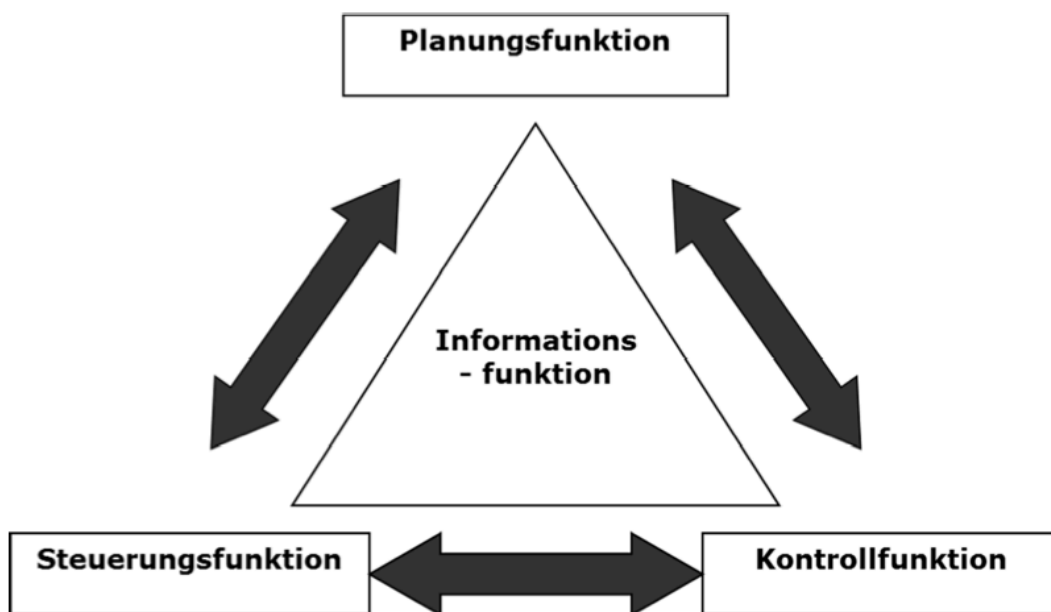 Planungsfunktion
Informations
- funktion
Steuerungsfunktion
Kontrollfunktion